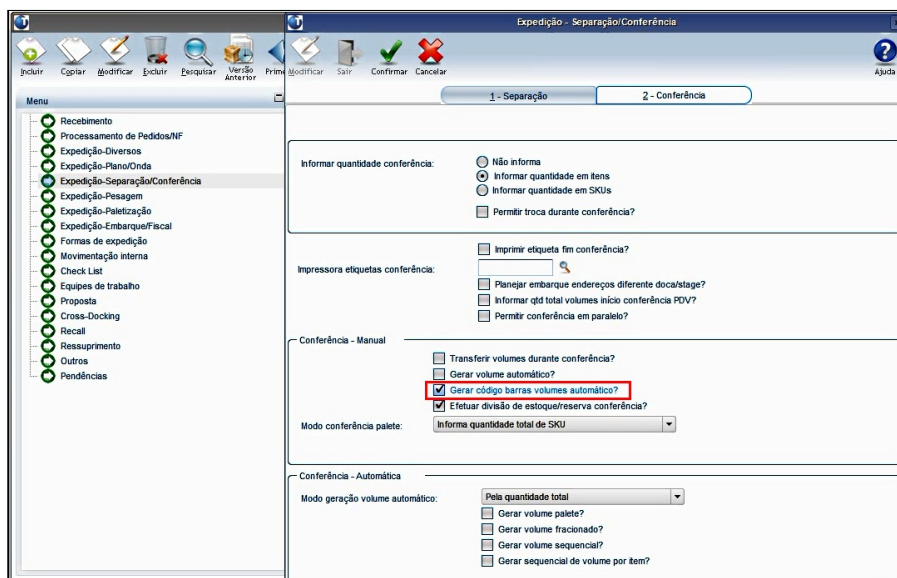 Expedição - Separação/Conferência
Incluir Copiar Modificar Excluir Pesquisar Versão Anterior
Modificar Sair Confirmar Cancelar Ajuda
Menu
Recebimento
Processamento de Pedidos/NF
Expedição-Diversos
Expedição-Plano/Onda
Expedição-Separação/Conferência
Expedição-Pesagem
Expedição-Paletização
Expedição-Embarque/Fiscal
Formas de expedição
Movimentação interna
Check List
Equipes de trabalho
Proposta
Cross-Docking
Recall
Ressuprimento
Outros
Pendências
1 - Separação
2 - Conferência
Informar quantidade conferência:
Não informa
Informar quantidade em itens
Informar quantidade em SKUs
Permitir troca durante conferência?
Imprimir etiqueta fim conferência?
Impressora etiquetas conferência:
Planejar embarque endereços diferente doca/stage?
Informar qtd total volumes início conferência PDV?
Permitir conferência em paralelo?
Conferência - Manual
Transferir volumes durante conferência?
Gerar volume automático?
Gerar código barras volumes automático?
Efetuar divisão de estoque/reserva conferência?
Modo conferência palete: Informa quantidade total de SKU
Conferência - Automática
Modo geração volume automático: Pela quantidade total
Gerar volume palete?
Gerar volume fracionado?
Gerar volume sequencial?
Gerar sequencial de volume por item?